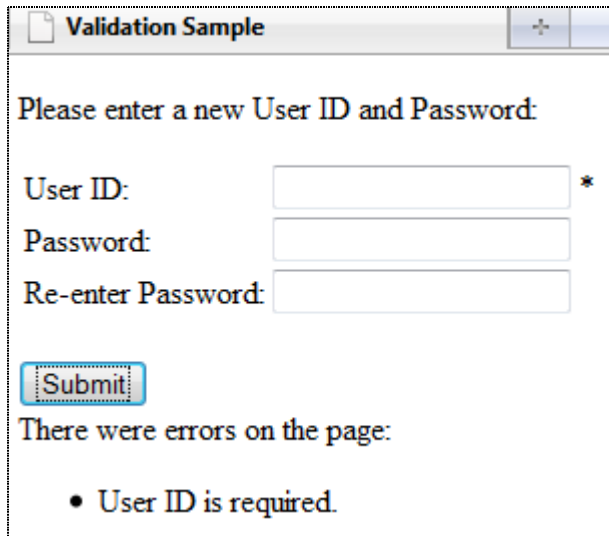 Validation Sample
Please enter a new User ID and Password:
User ID: *
Password:
Re-enter Password:
Submit
There were errors on the page:
• User ID is required.